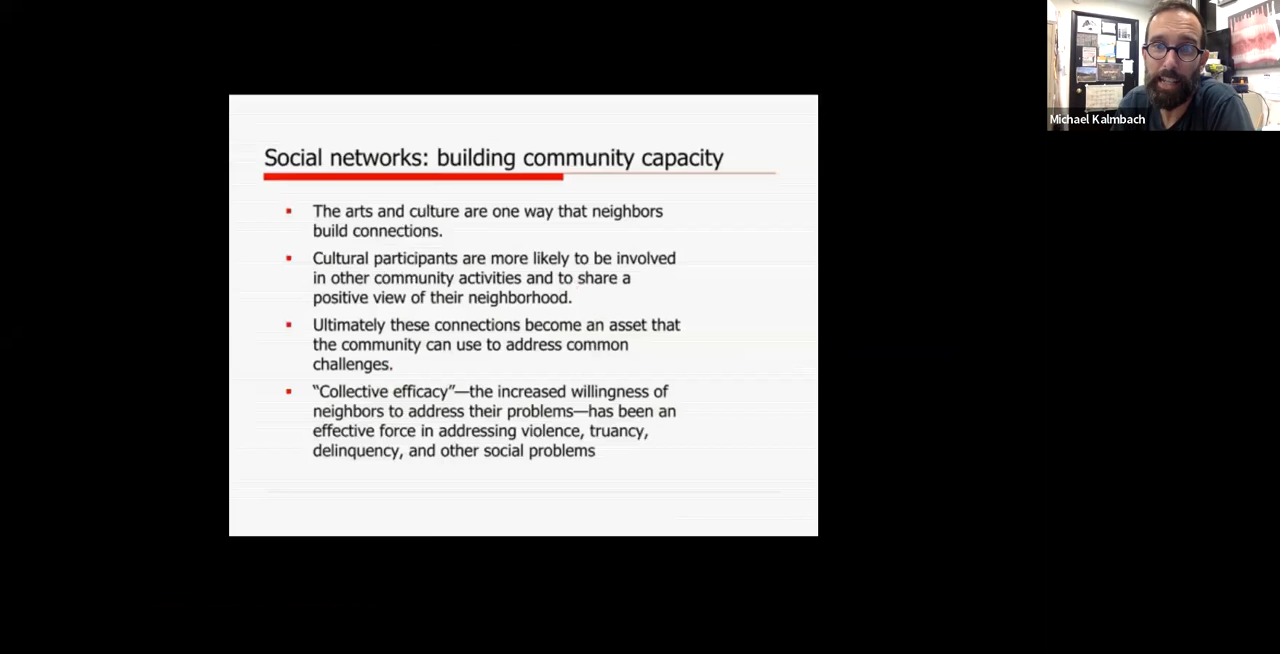 Michael Kalmbach
Social networks: building community capacity
▪ The arts and culture are one way that neighbors
build connections.
▪ Cultural participants are more likely to be involved
in other community activities and to share a
positive view of their neighborhood.
▪ Ultimately these connections become an asset that
the community can use to address common
challenges.
▪ “Collective efficacy”—the increased willingness of
neighbors to address their problems—has been an
effective force in addressing violence, truancy,
delinquency, and other social problems